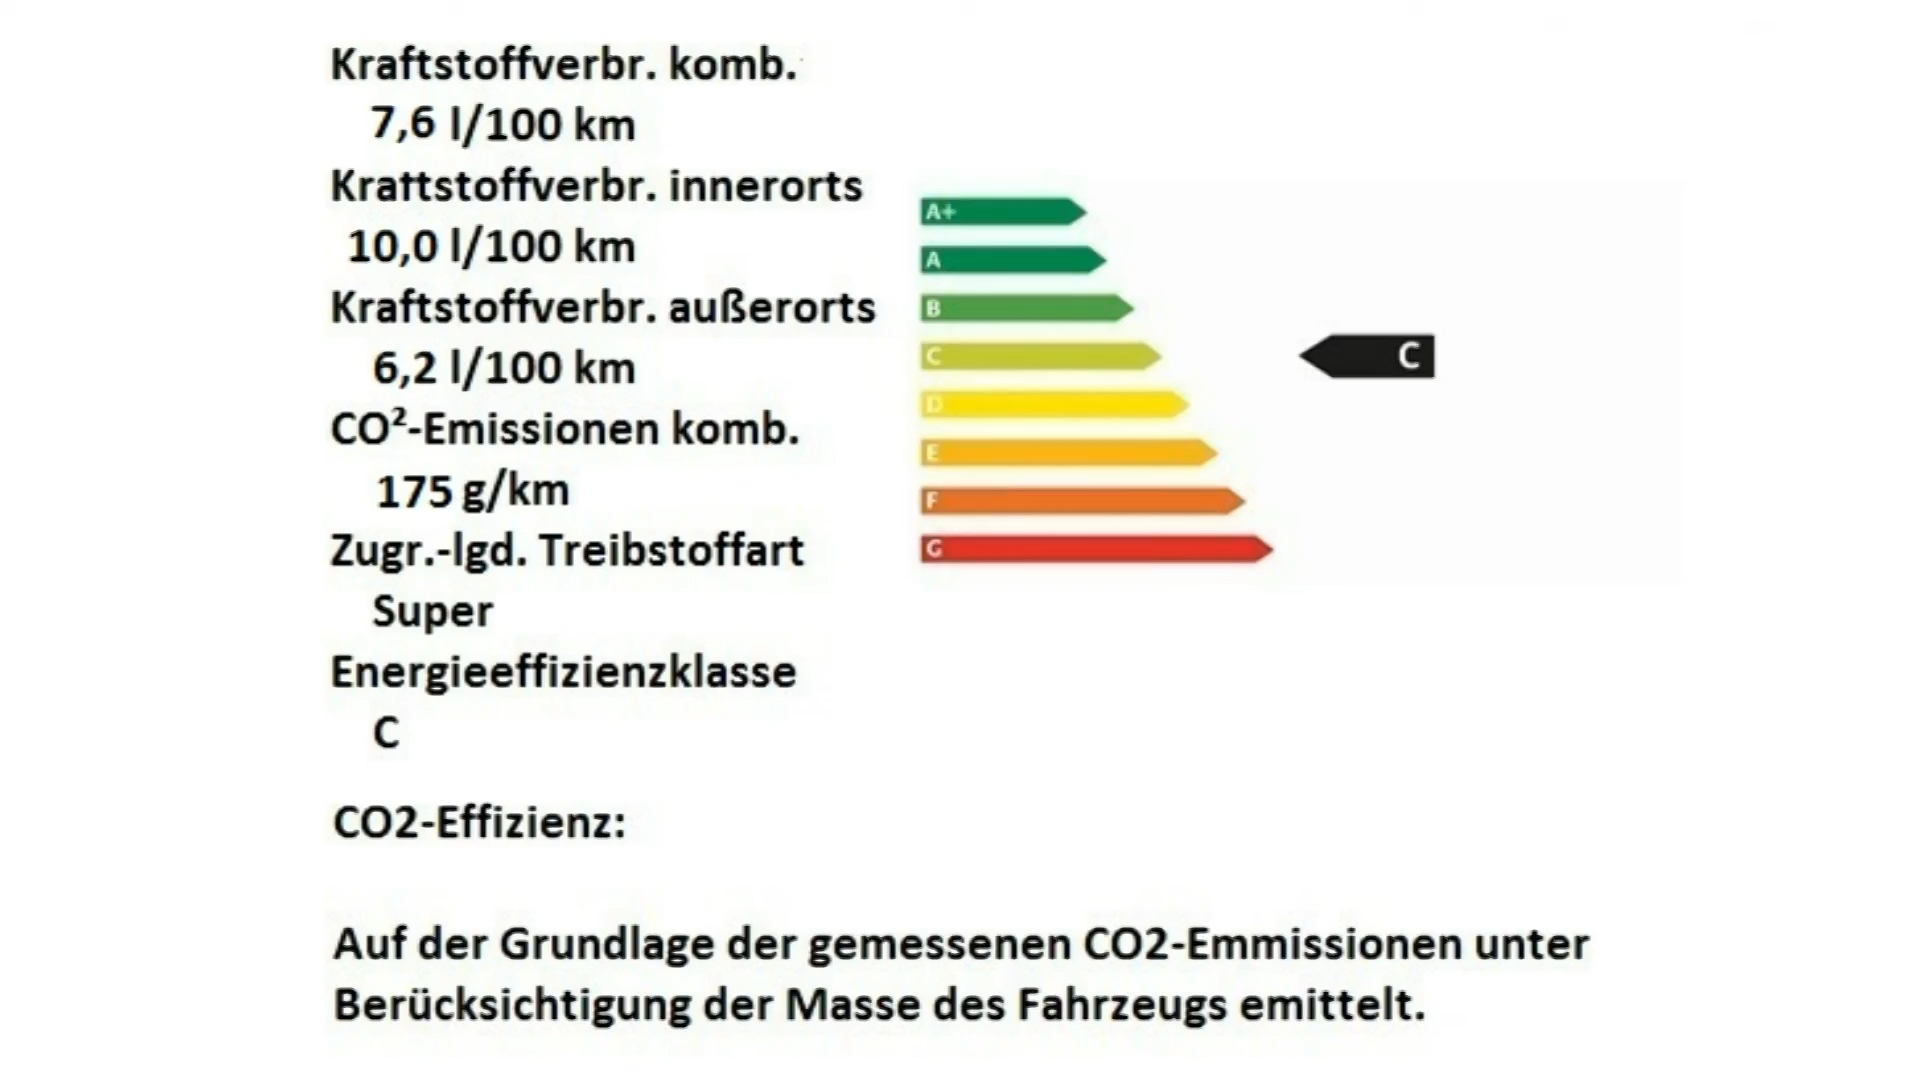 Kraftstoffverbr. komb.
7,6 l/100 km
Krattstoffverbr. innerorts
10,0 l/100 km
Kraftstoffverbr. außerorts
6,2 l/100 km
CO²-Emissionen komb.
175 g/km
Zugr.-lgd. Treibstoffart
Super
Energieeffizienzklasse
C
A+
A
B
C
C
D
E
F
G
CO2-Effizienz:
Auf der Grundlage der gemessenen CO2-Emmissionen unter
Berücksichtigung der Masse des Fahrzeugs emittelt.